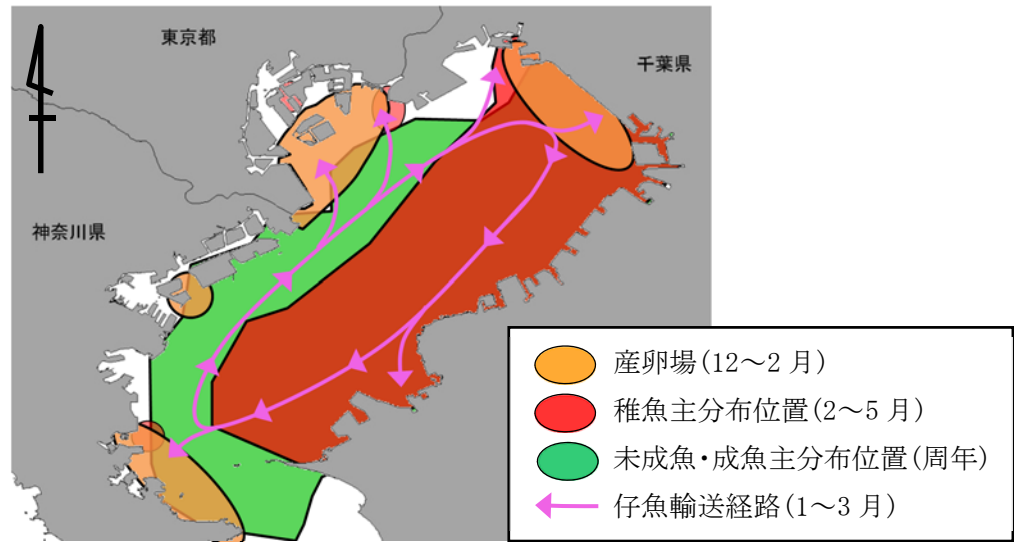 東京都
千葉県
神奈川県
産卵場(12～2 月)
稚魚主分布位置(2～5 月)
未成魚・成魚主分布位置(周年)
仔魚輸送経路(1～3 月)